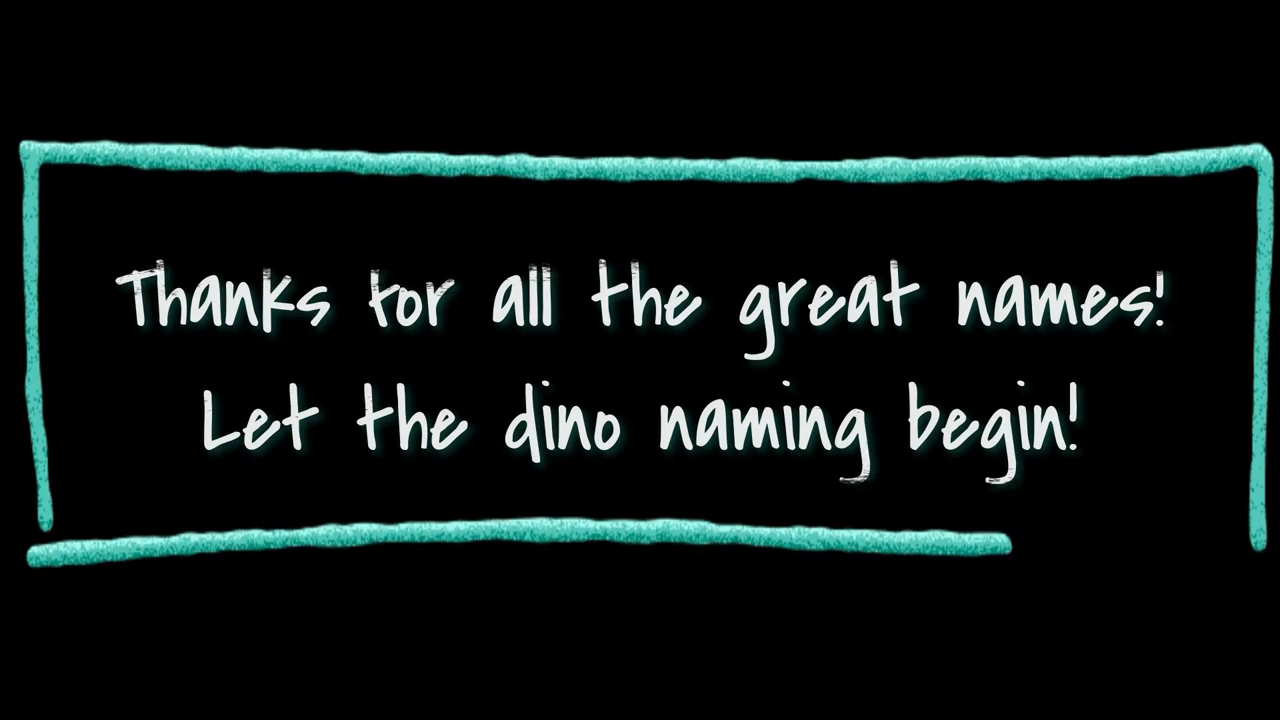 Thanks for all the great names!
Let the dino naming begin!